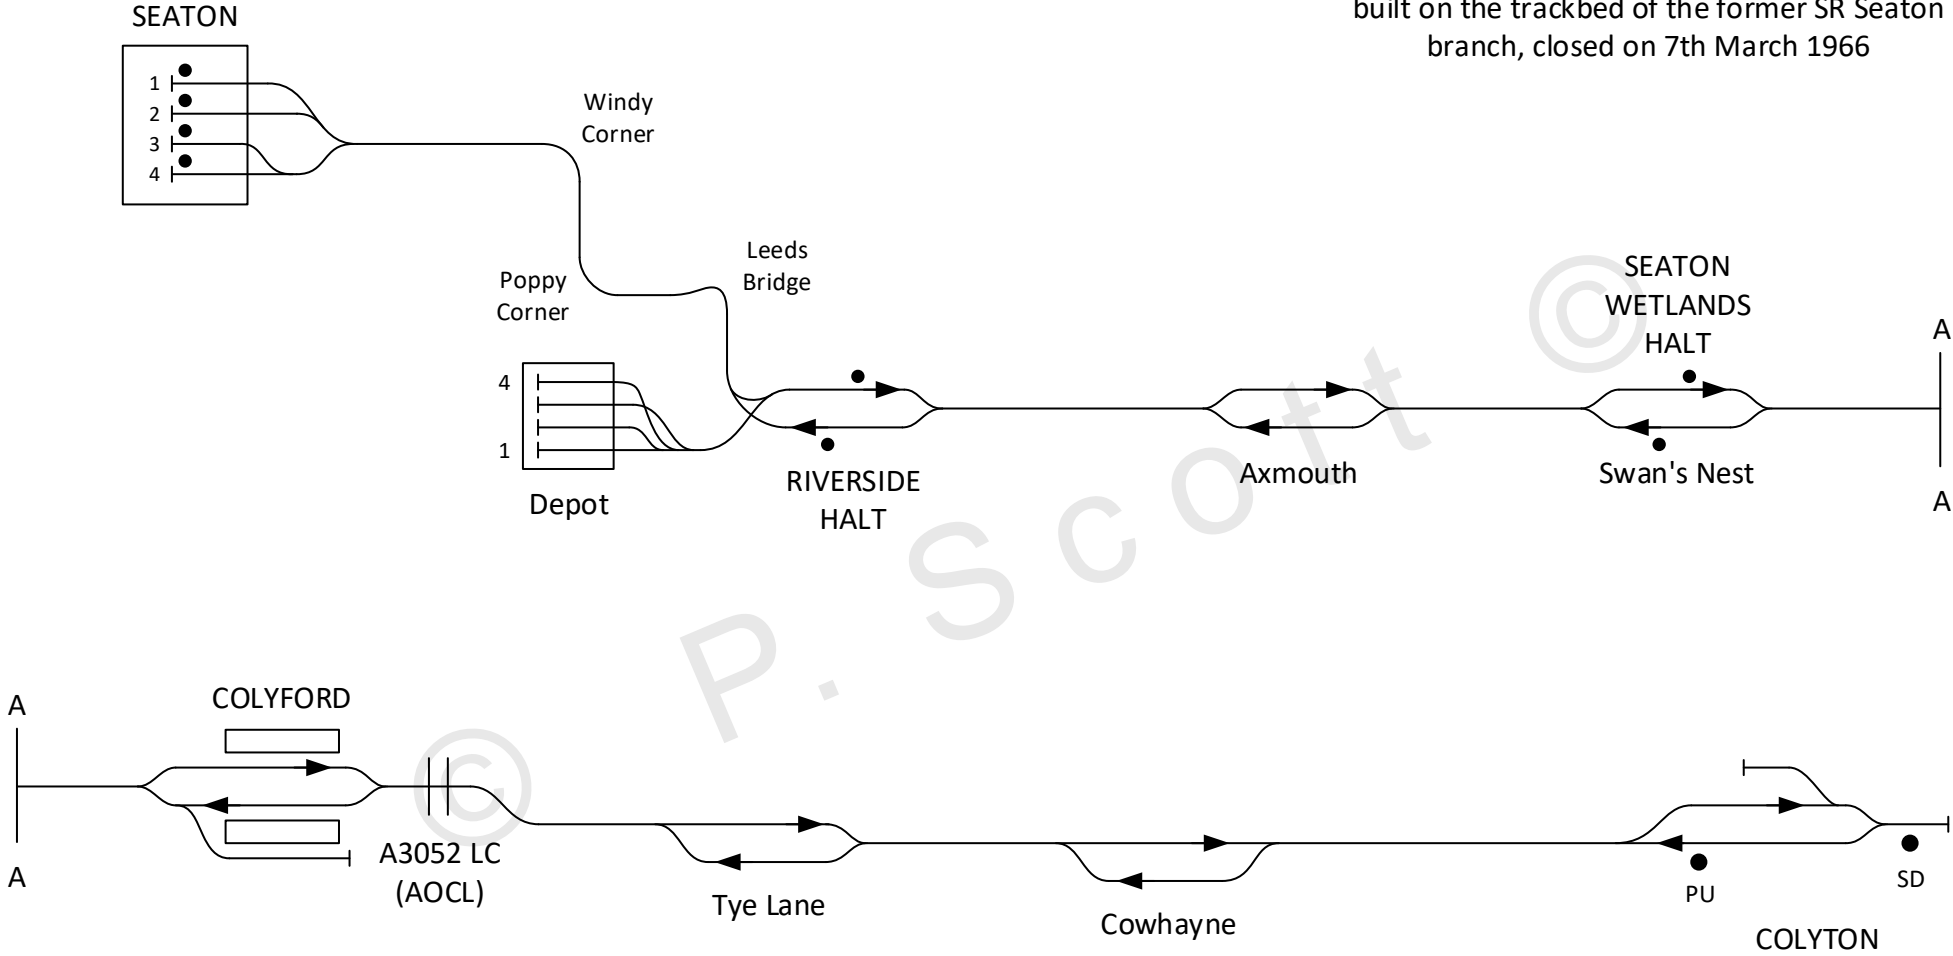 SEATON
built on the trackbed of the former SR Seaton
branch, closed on 7th March 1966
1
2
3
4
Windy
Corner
Poppy
Corner
Leeds
Bridge
4
1
Depot
RIVERSIDE
HALT
Axmouth
SEATON
WETLANDS
HALT
Swan's Nest
A
A
© P. Scott ©
A
A
COLYFORD
A3052 LC
(AOCL)
Tye Lane
Cowhayne
PU
SD
COLYTON